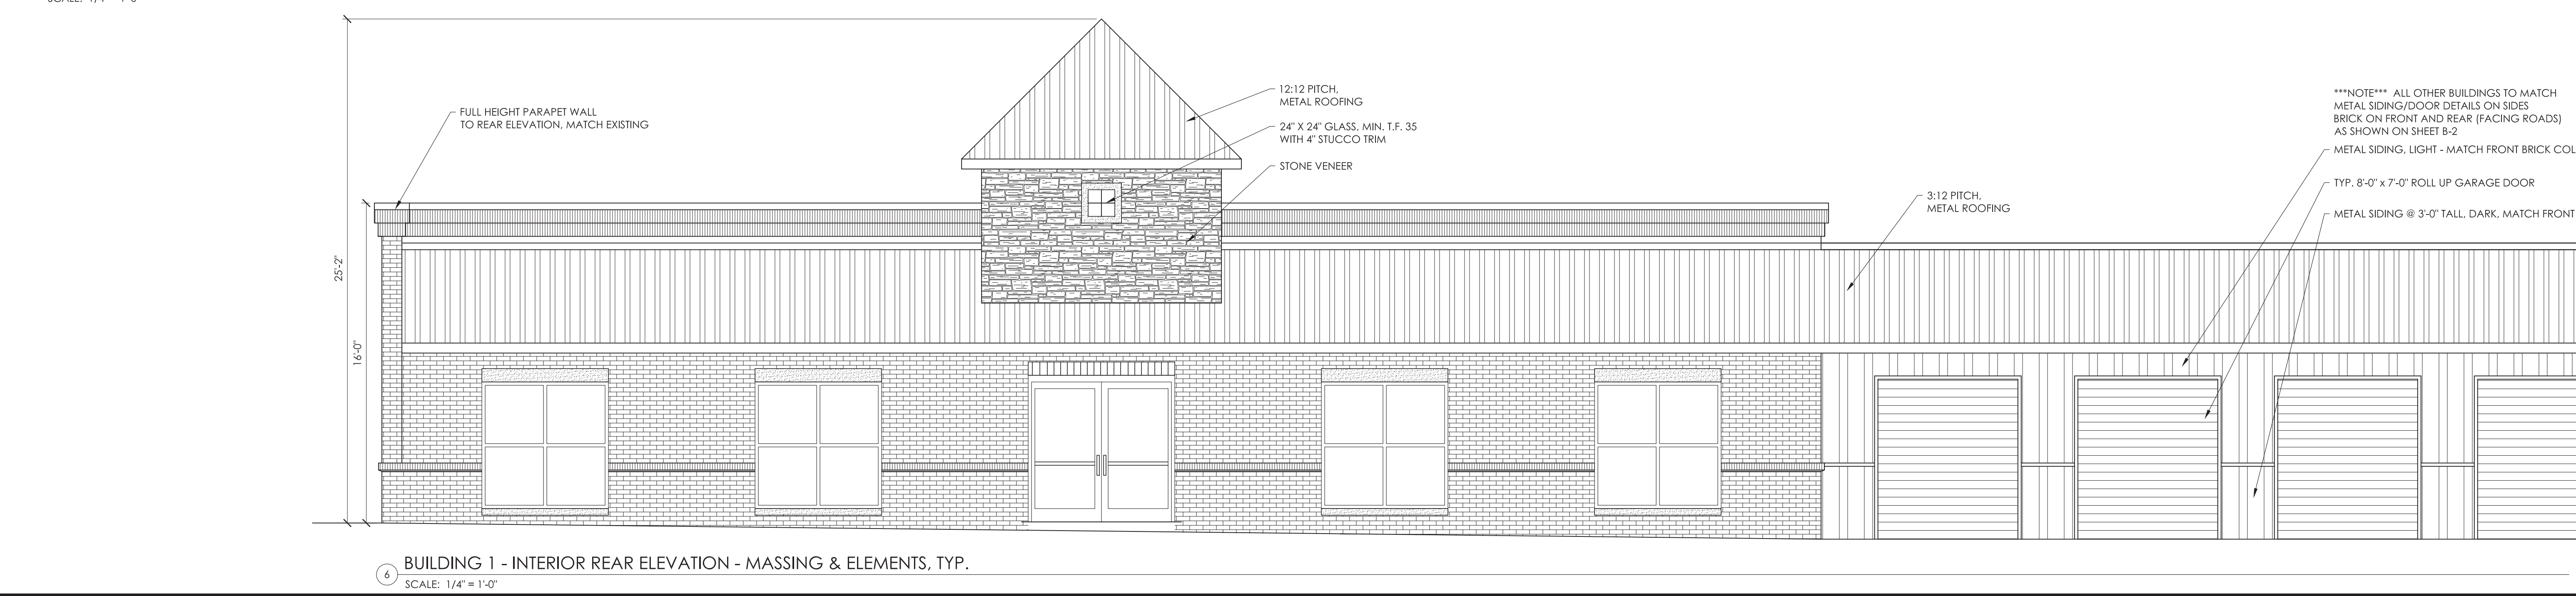 FULL HEIGHT PARAPET WALL
TO REAR ELEVATION, MATCH EXISTING
12:12 PITCH,
METAL ROOFING
24" X 24" GLASS, MIN. T.F. 35
WITH 4" STUCCO TRIM
STONE VENEER
3:12 PITCH,
METAL ROOFING
***NOTE*** ALL OTHER BUILDINGS TO MATCH
METAL SIDING/DOOR DETAILS ON SIDES
BRICK ON FRONT AND REAR (FACING ROADS)
AS SHOWN ON SHEET B-2
METAL SIDING, LIGHT - MATCH FRONT BRICK COL
TYP. 8'-0" x 7'-0" ROLL UP GARAGE DOOR
METAL SIDING @ 3'-0" TALL, DARK, MATCH FRONT
25'-2"
16'-0"
6
BUILDING 1 - INTERIOR REAR ELEVATION - MASSING & ELEMENTS, TYP.
SCALE: 1/4" = 1'-0"